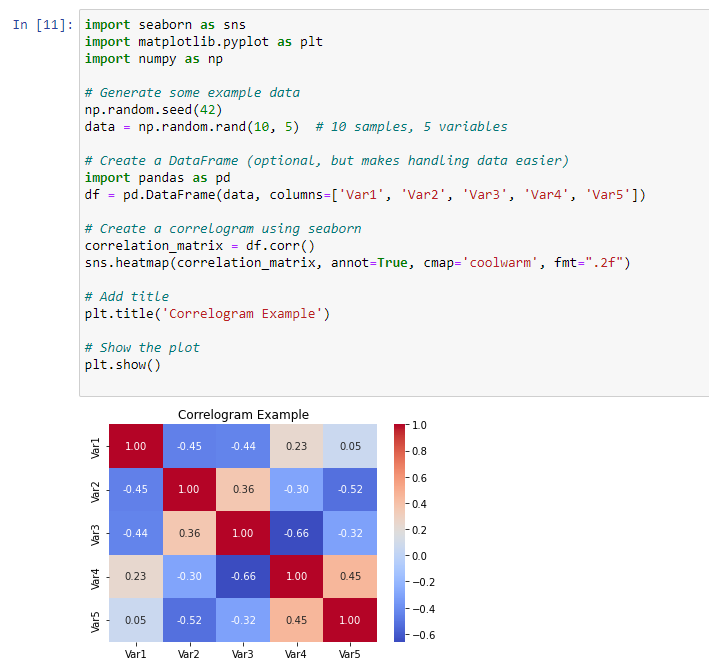 In [11]:
import seaborn as sns
import matplotlib.pyplot as plt
import numpy as np
# Generate some example data
np.random.seed(42)
data = np.random.rand(10, 5)  # 10 samples, 5 variables
# Create a DataFrame (optional, but makes handling data easier)
import pandas as pd
df = pd.DataFrame(data, columns=['Var1', 'Var2', 'Var3', 'Var4', 'Var5'])
# Create a correlogram using seaborn
correlation_matrix = df.corr()
sns.heatmap(correlation_matrix, annot=True, cmap='coolwarm', fmt=".2f")
# Add title
plt.title('Correlogram Example')
# Show the plot
plt.show()
Correlogram Example
Var1 1.00 -0.45 -0.44 0.23 0.05
Var2 -0.45 1.00 0.36 -0.30 -0.52
Var3 -0.44 0.36 1.00 -0.66 -0.32
Var4 0.23 -0.30 -0.66 1.00 0.45
Var5 0.05 -0.52 -0.32 0.45 1.00
Var1 Var2 Var3 Var4 Var5
1.0
0.8
0.6
0.4
0.2
0.0
−0.2
−0.4
−0.6